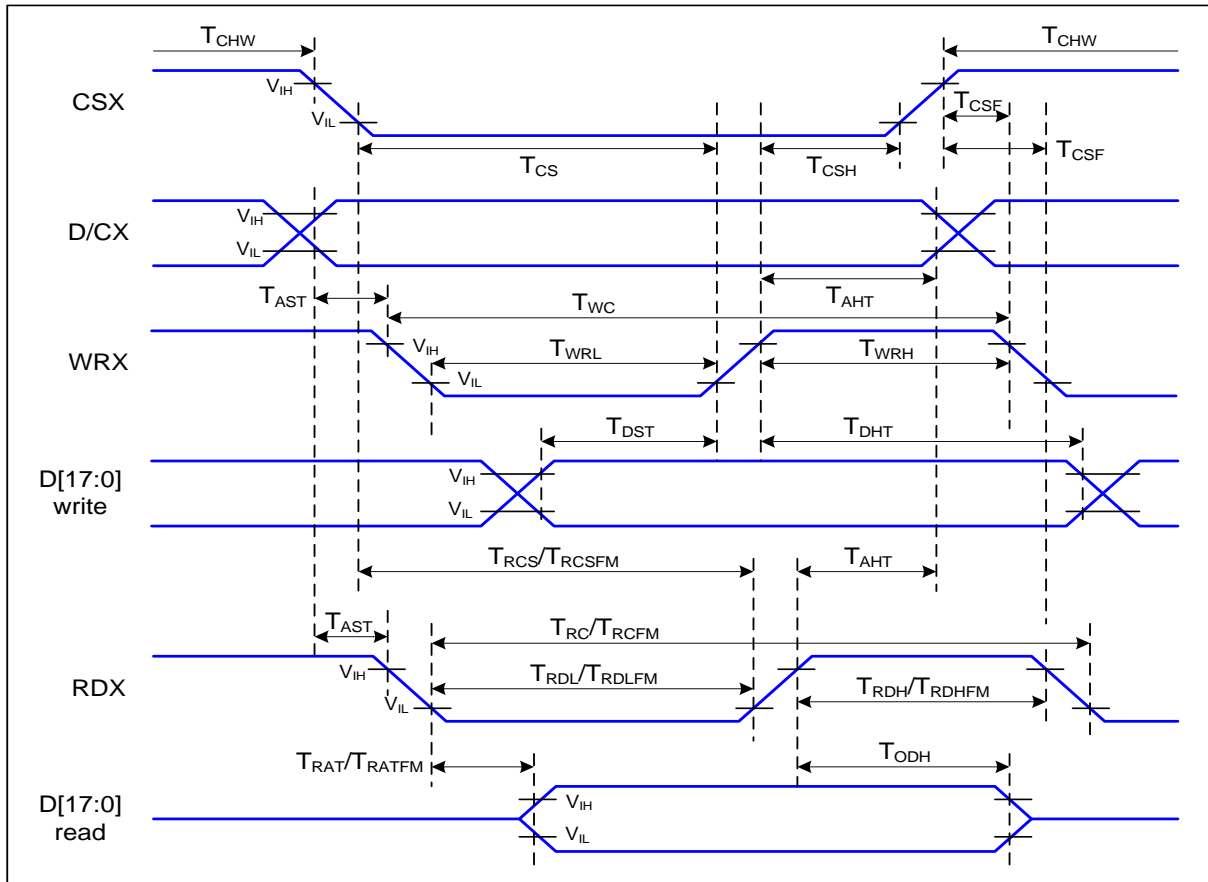 TCHW TCHW
VIH
CSX
TCSF
VIL
TCS TCSH TCSF
VIH
D/CX
VIL
TAST TWC TAHT
WRX
VIH
TWRL TWRH
VIL
TDST TDHT
D[17:0]
write
VIH
VIL
TRCS/TRCSFM TAHT
TAST TRC/TRCFM
RDX
VIH
TRDL/TRDLFM TRDH/TRDHFM
VIL
TRAT/TRATFM TODH
D[17:0]
read
VIH
VIL